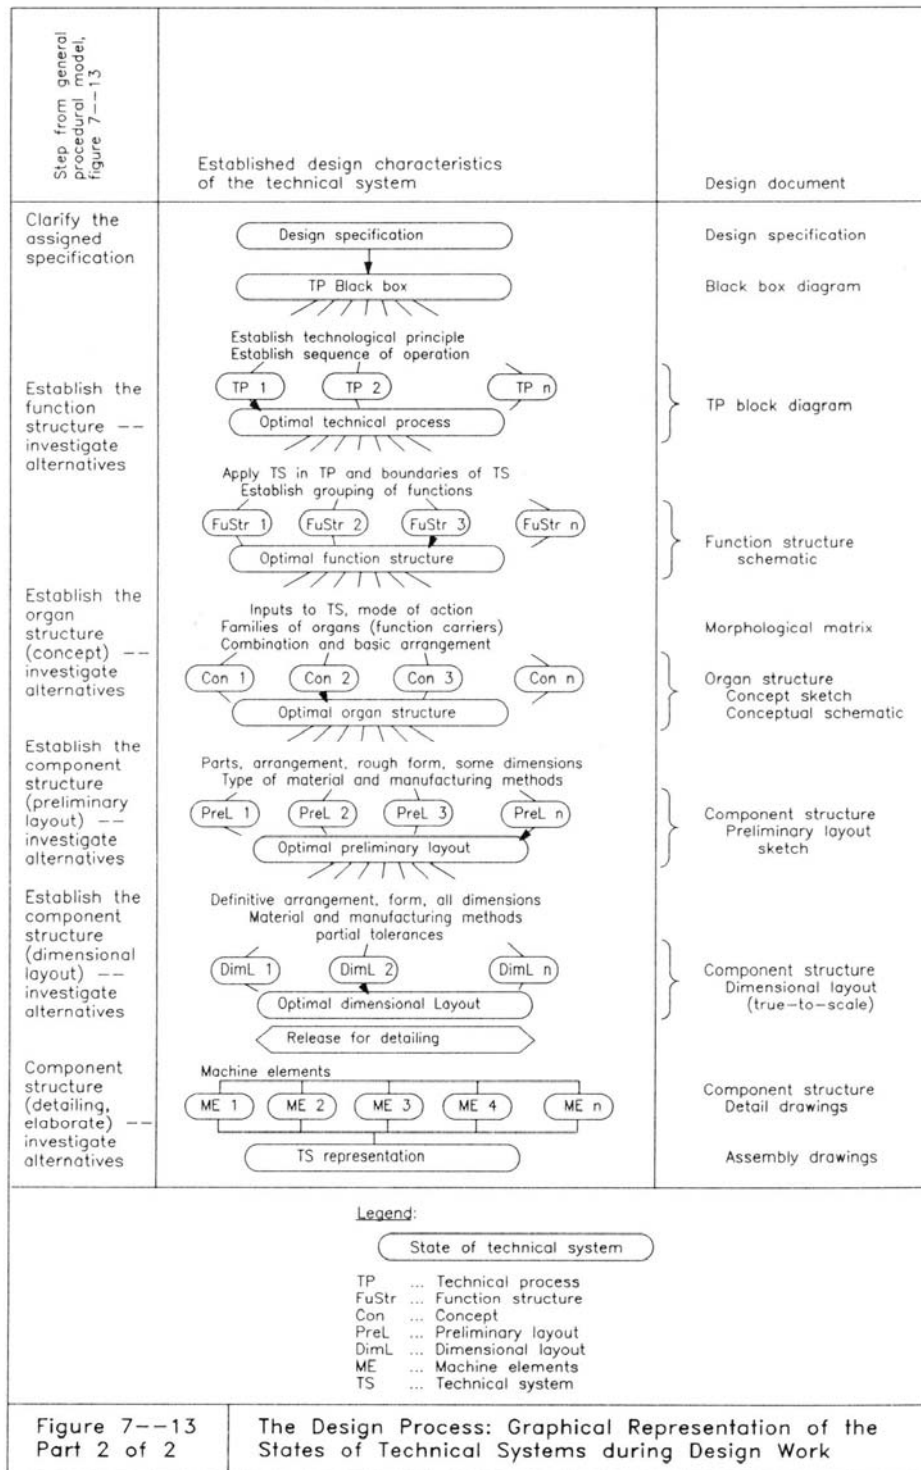 Step from general
procedural model,
figure 7--13
Established design characteristics
of the technical system
Design document
Clarify the
assigned
specification
Design specification
Design specification
TP Black box
Black box diagram
Establish technological principle
Establish sequence of operation
Establish the
function
structure --
investigate
alternatives
TP 1
TP 2
TP n
TP block diagram
Optimal technical process
Apply TS in TP and boundaries of TS
Establish grouping of functions
FuStr 1
FuStr 2
FuStr 3
FuStr n
Optimal function structure
Function structure
schematic
Establish the
organ
structure
(concept) --
investigate
alternatives
Inputs to TS, mode of action
Families of organs (function carriers)
Combination and basic arrangement
Morphological matrix
Con 1
Con 2
Con 3
Con n
Optimal organ structure
Organ structure
Concept sketch
Conceptual schematic
Establish the
component
structure
(preliminary
layout) --
investigate
alternatives
Parts, arrangement, rough form, some dimensions
Type of material and manufacturing methods
PreL 1
PreL 2
PreL 3
PreL n
Optimal preliminary layout
Component structure
Preliminary layout
sketch
Establish the
component
structure
(dimensional
layout) --
investigate
alternatives
Definitive arrangement, form, all dimensions
Material and manufacturing methods
partial tolerances
DimL 1
DimL 2
DimL n
Optimal dimensional Layout
Component structure
Dimensional layout
(true-to-scale)
Release for detailing
Component
structure
(detailing,
elaborate) --
investigate
alternatives
Machine elements
ME 1
ME 2
ME 3
ME 4
ME n
TS representation
Component structure
Detail drawings
Assembly drawings
Legend:
State of technical system
TP ... Technical process
FuStr ... Function structure
Con ... Concept
PreL ... Preliminary layout
DimL ... Dimensional layout
ME ... Machine elements
TS ... Technical system
Figure 7--13
Part 2 of 2
The Design Process: Graphical Representation of the
States of Technical Systems during Design Work